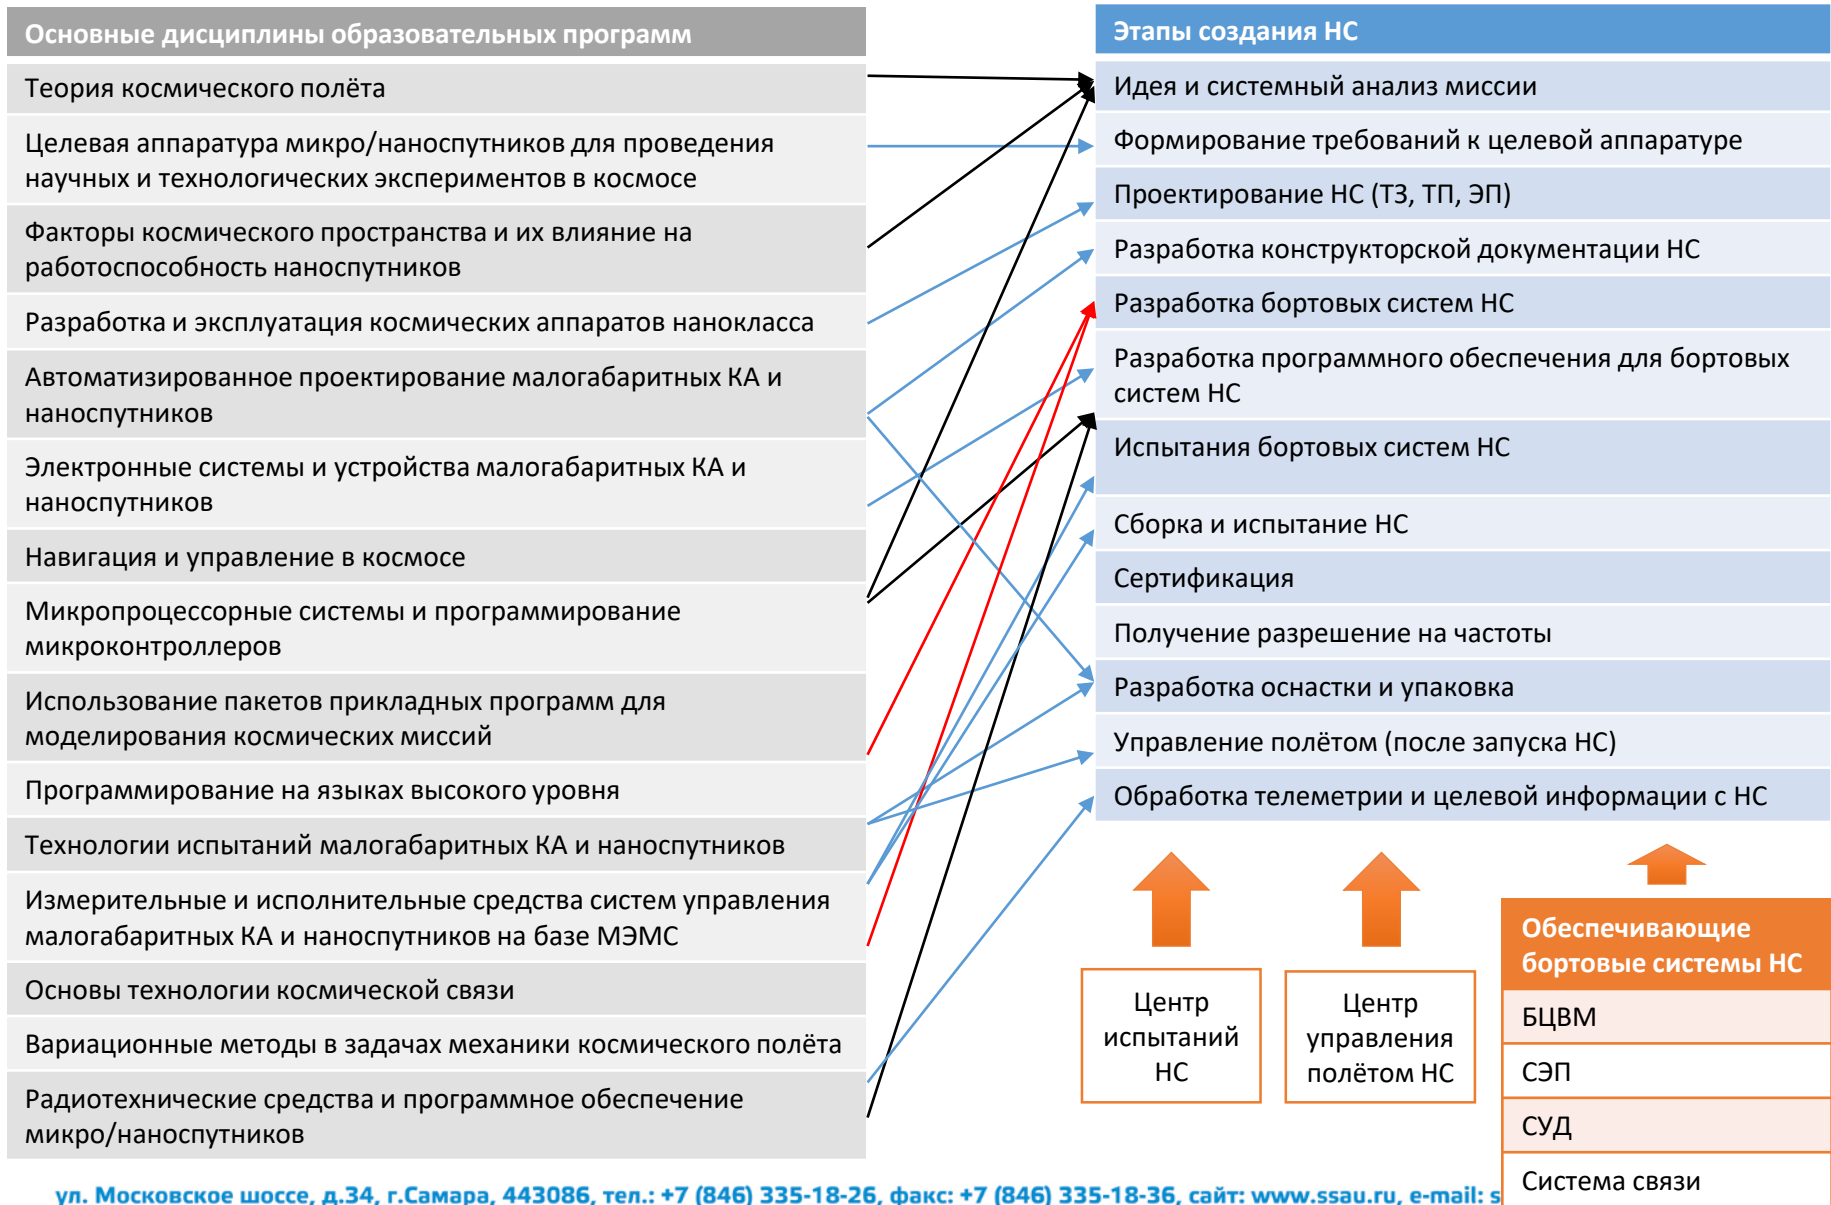 Основные дисциплины образовательных программ
Теория космического полёта
Целевая аппаратура микро/наноспутников для проведения
научных и технологических экспериментов в космосе
Факторы космического пространства и их влияние на
работоспособность наноспутников
Разработка и эксплуатация космических аппаратов нанокласса
Автоматизированное проектирование малогабаритных КА и
наноспутников
Электронные системы и устройства малогабаритных КА и
наноспутников
Навигация и управление в космосе
Микропроцессорные системы и программирование
микроконтроллеров
Использование пакетов прикладных программ для
моделирования космических миссий
Программирование на языках высокого уровня
Технологии испытаний малогабаритных КА и наноспутников
Измерительные и исполнительные средства систем управления
малогабаритных КА и наноспутников на базе МЭМС
Основы технологии космической связи
Вариационные методы в задачах механики космического полёта
Радиотехнические средства и программное обеспечение
микро/наноспутников
Этапы создания НС
Идея и системный анализ миссии
Формирование требований к целевой аппаратуре
Проектирование НС (ТЗ, ТП, ЭП)
Разработка конструкторской документации НС
Разработка бортовых систем НС
Разработка программного обеспечения для бортовых
систем НС
Испытания бортовых систем НС
Сборка и испытание НС
Сертификация
Получение разрешение на частоты
Разработка оснастки и упаковка
Управление полётом (после запуска НС)
Обработка телеметрии и целевой информации с НС
Центр
испытаний
НС
Центр
управления
полётом НС
Обеспечивающие
бортовые системы НС
БЦВМ
СЭП
СУД
Система связи
ул. Московское шоссе, д.34, г.Самара, 443086, тел.: +7 (846) 335-18-26, факс: +7 (846) 335-18-36, сайт: www.ssau.ru, e-mail: s